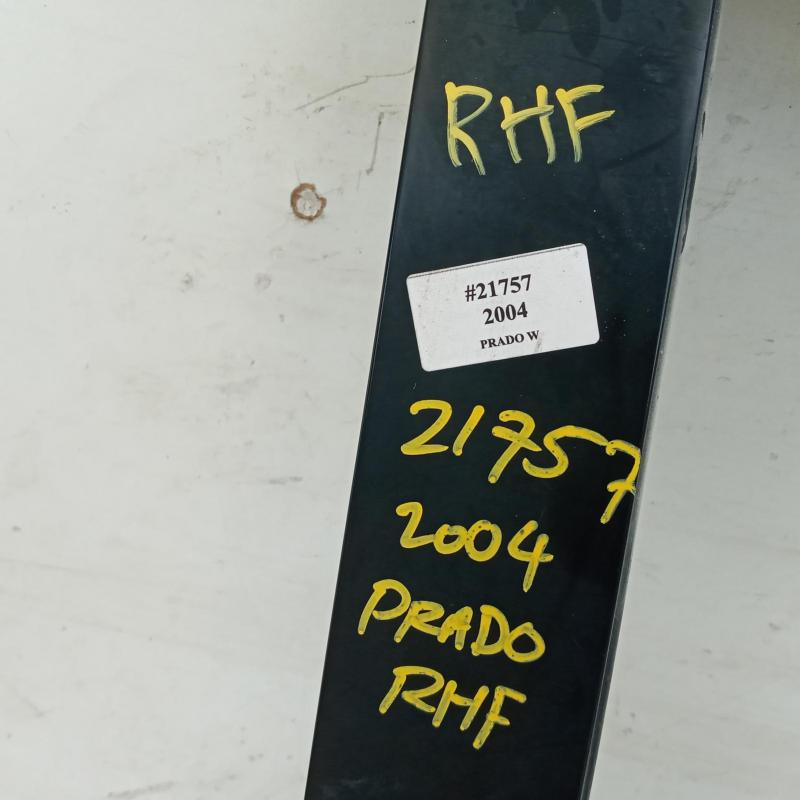 RHF
#21757
2004
PRADO W
21757
2004
PRADO
RHF